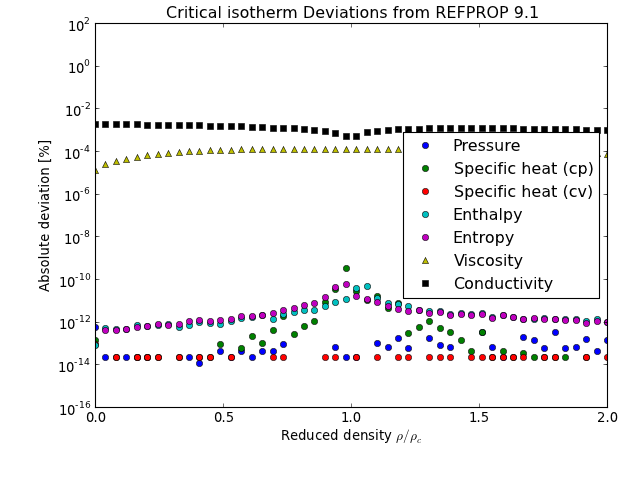 Critical isotherm Deviations from REFPROP 9.1
Absolute deviation [%]
10^2
10^0
10^-2
10^-4
10^-6
10^-8
10^-10
10^-12
10^-14
10^-16
Pressure
Specific heat (cp)
Specific heat (cv)
Enthalpy
Entropy
Viscosity
Conductivity
0.0 0.5 1.0 1.5 2.0
Reduced density ρ/ρ_c